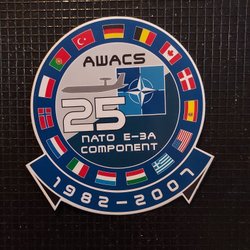 AWACS
25
NATO E-3A
COMPONENT
1982-2007